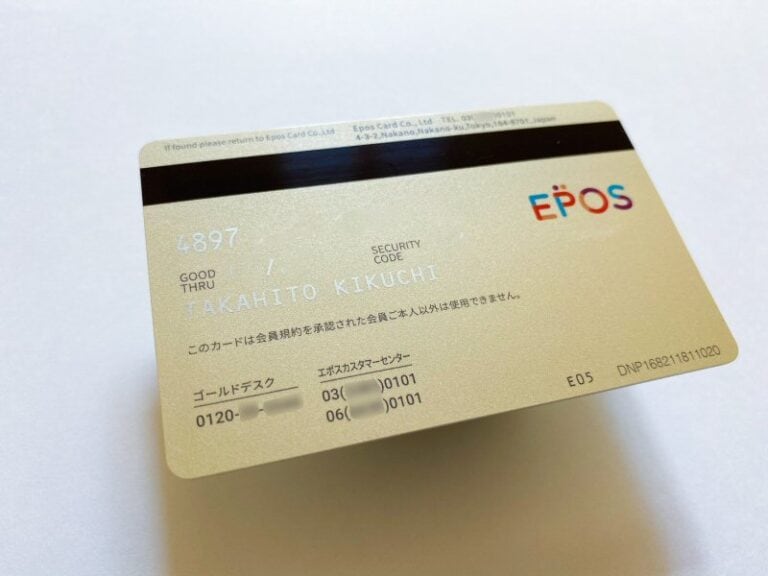 If found please return to Epos Card Co., Ltd
Epos Card Co., Ltd TEL. 03( )0101
4-3-2, Nakano, Nakano-ku, Tokyo, 164-8701, Japan
EPOS
4897
GOOD
THRU
/
SECURITY
CODE
TAKAHITO KIKUCHI
このカードは会員規約を承認された会員ご本人以外は使用できません。
ゴールドデスク
0120- -
エポスカスタマーセンター
03( )0101
06( )0101
E05
DNP168211811020